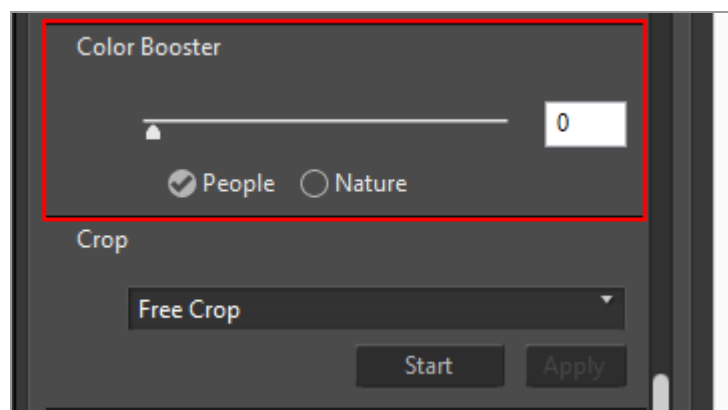 Color Booster
0
People Nature
Crop
Free Crop
Start Apply